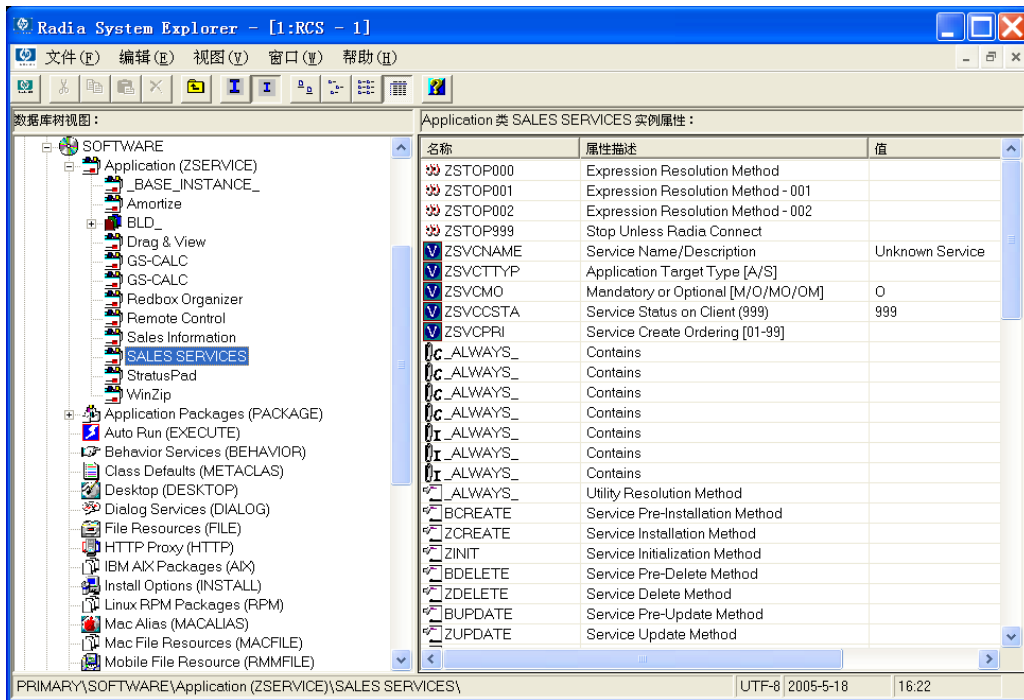 Radia System Explorer - [1:RCS - 1]
文件(F) 编辑(E) 视图(V) 窗口(W) 帮助(H)
数据库树视图：
SOFTWARE
Application (ZSERVICE)
_BASE_INSTANCE_
Amortize
BLD_
Drag & View
GS-CALC
GS-CALC
Redbox Organizer
Remote Control
Sales Information
SALES SERVICES
StratusPad
WinZip
Application Packages (PACKAGE)
Auto Run (EXECUTE)
Behavior Services (BEHAVIOR)
Class Defaults (METACLAS)
Desktop (DESKTOP)
Dialog Services (DIALOG)
File Resources (FILE)
HTTP Proxy (HTTP)
IBM AIX Packages (AIX)
Install Options (INSTALL)
Linux RPM Packages (RPM)
Mac Alias (MACALIAS)
Mac File Resources (MACFILE)
Mobile File Resource (RMMFILE)
Application 类 SALES SERVICES 实例属性：
名称 属性描述 值
ZSTOP000 Expression Resolution Method
ZSTOP001 Expression Resolution Method - 001
ZSTOP002 Expression Resolution Method - 002
ZSTOP999 Stop Unless Radia Connect
ZSVCNAME Service Name/Description Unknown Service
ZSVCTTYP Application Target Type [A/S]
ZSVCMO Mandatory or Optional [M/O/MO/OM] O
ZSVCCSTA Service Status on Client (999) 999
ZSVCPRI Service Create Ordering [01-99]
_ALWAYS_ Contains
_ALWAYS_ Contains
_ALWAYS_ Contains
_ALWAYS_ Contains
_ALWAYS_ Contains
_ALWAYS_ Contains
_ALWAYS_ Contains
_ALWAYS_ Utility Resolution Method
BCREATE Service Pre-Installation Method
ZCREATE Service Installation Method
ZINIT Service Initialization Method
BDELETE Service Pre-Delete Method
ZDELETE Service Delete Method
BUPDATE Service Pre-Update Method
ZUPDATE Service Update Method
PRIMARY\SOFTWARE\Application (ZSERVICE)\SALES SERVICES\ UTF-8 2005-5-18 16:22